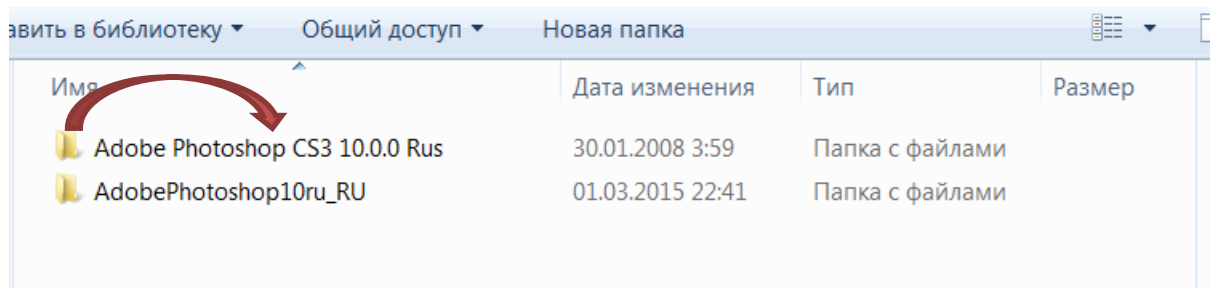 авить в библиотеку Общий доступ Новая папка
Имя Дата изменения Тип Размер
Adobe Photoshop CS3 10.0.0 Rus 30.01.2008 3:59 Папка с файлами
AdobePhotoshop10ru_RU 01.03.2015 22:41 Папка с файлами